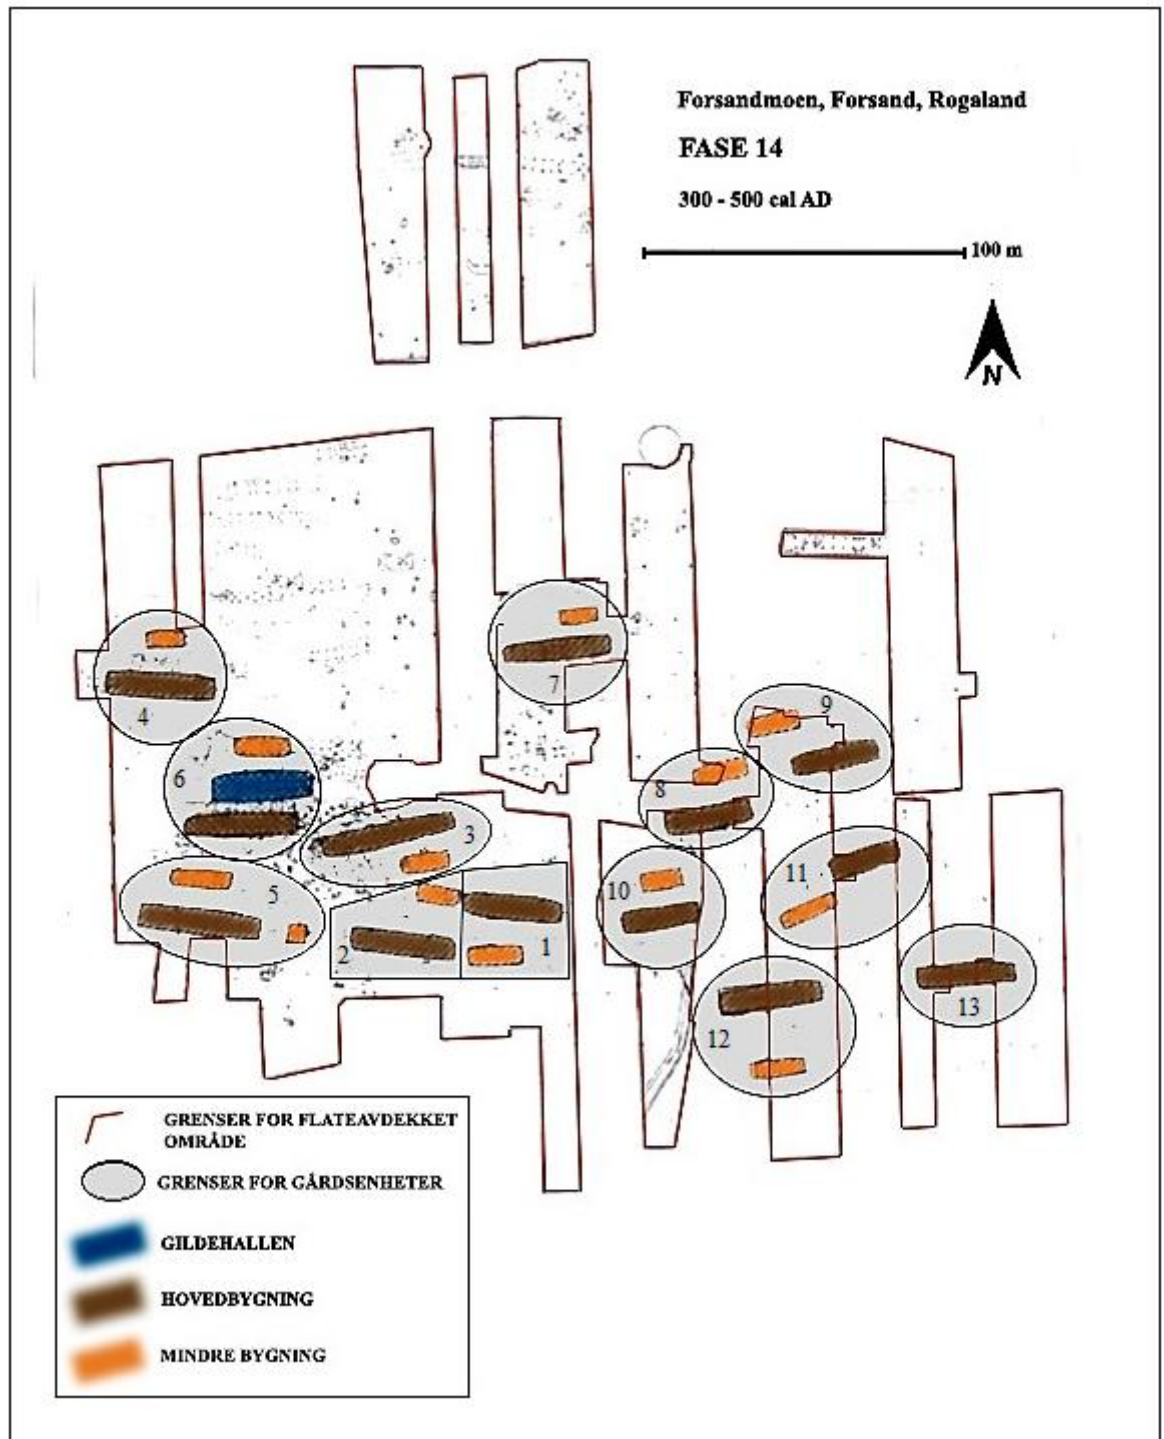 Forsandmoen, Forsand, Rogaland
FASE 14
300 - 500 cal AD
100 m
N
7
4
9
6
8
3
11
5
10
2
1
13
12
GRENSER FOR FLATEAVDEKKET
OMRÅDE
GRENSER FOR GÅRDSENHETER
GILDEHALLEN
HOVEDBYGNING
MINDRE BYGNING